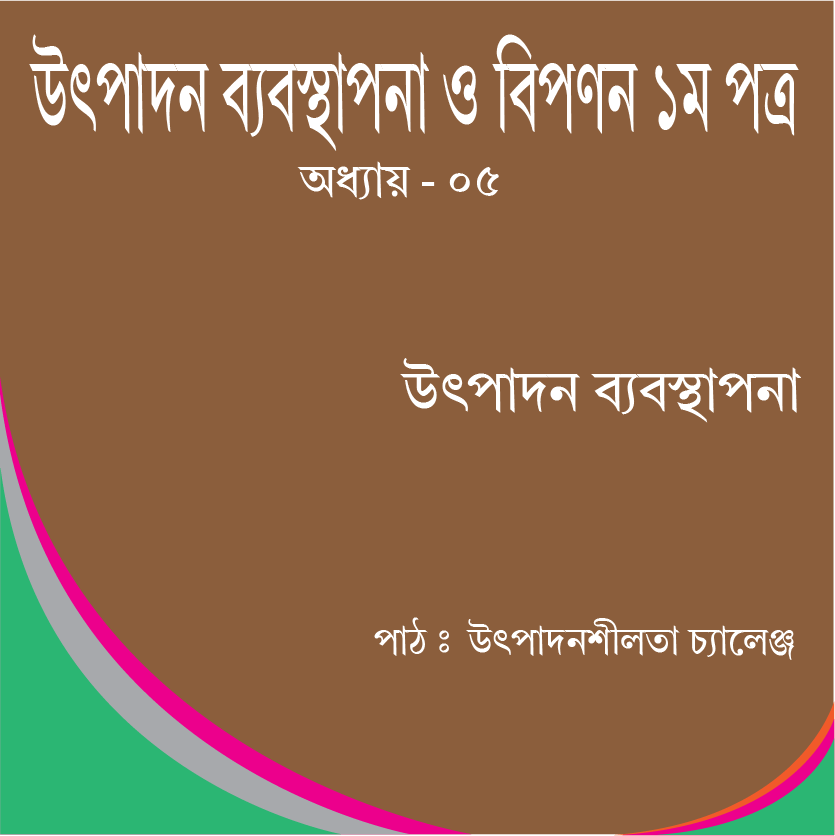 উৎপাদন ব্যবস্থাপনা ও বিপণন ১ম পত্র
অধ্যায় - ০৫
উৎপাদন ব্যবস্থাপনা
পাঠ ঃ উৎপাদনশীলতা চ্যালেঞ্জ